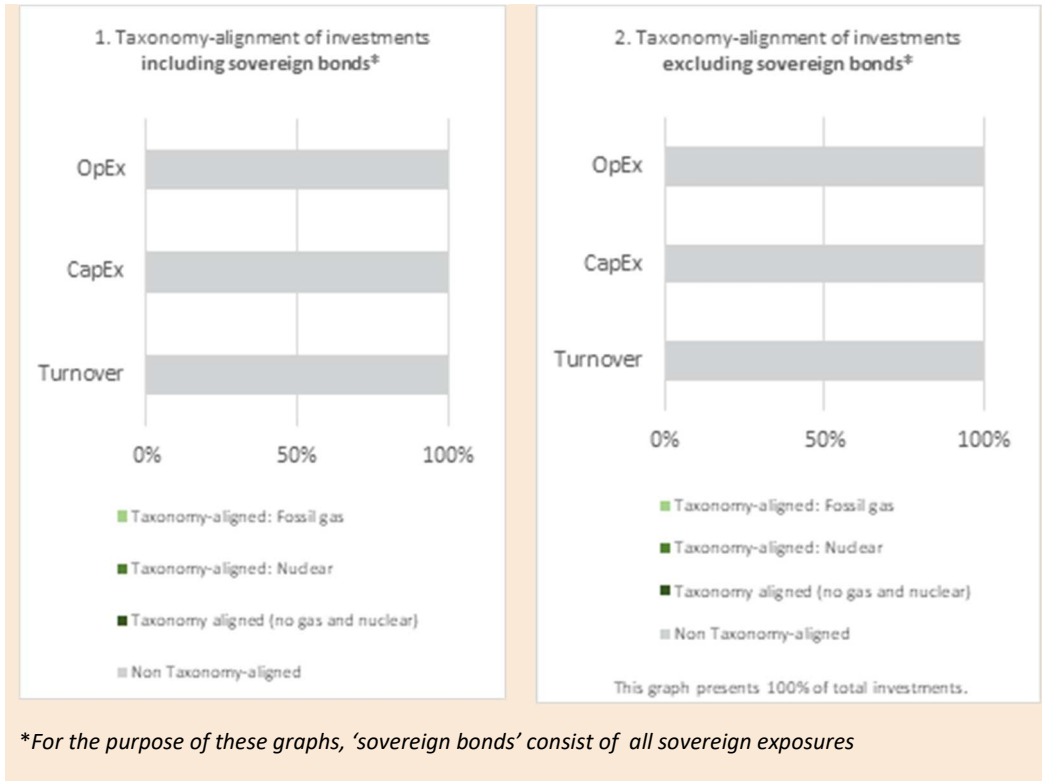 1. Taxonomy-alignment of investments
including sovereign bonds*
OpEx
CapEx
Turnover
0% 50% 100%
Taxonomy-aligned: Fossil gas
Taxonomy-aligned: Nuclear
Taxonomy aligned (no gas and nuclear)
Non Taxonomy-aligned
2. Taxonomy-alignment of investments
excluding sovereign bonds*
OpEx
CapEx
Turnover
0% 50% 100%
Taxonomy-aligned: Fossil gas
Taxonomy-aligned: Nuclear
Taxonomy aligned (no gas and nuclear)
Non Taxonomy-aligned
This graph presents 100% of total investments.
*For the purpose of these graphs, ‘sovereign bonds’ consist of all sovereign exposures